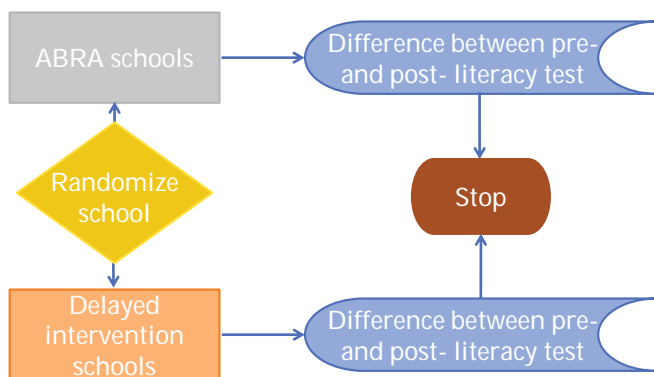 ABRA schools
Difference between pre-
and post- literacy test
Randomize
school
Stop
Delayed
intervention
schools
Difference between pre-
and post- literacy test